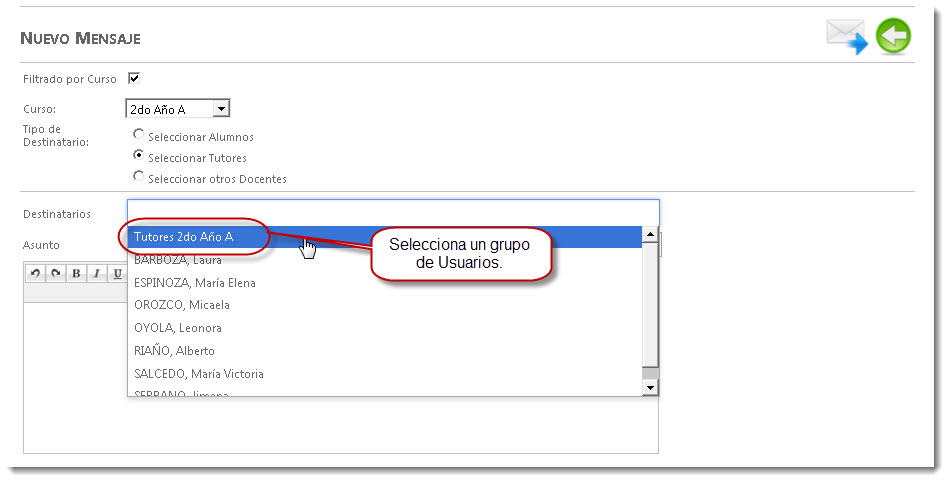 NUEVO MENSAJE
Filtrado por Curso
Curso:
2do Año A
Tipo de
Destinatario:
Seleccionar Alumnos
Seleccionar Tutores
Seleccionar otros Docentes
Destinatarios
Tutores 2do Año A
Selecciona un grupo
de Usuarios.
Asunto
BARBOZA, Laura
B I U
ESPINOZA, María Elena
OROZCO, Micaela
OYOLA, Leonora
RIAÑO, Alberto
SALCEDO, María Victoria
SERRANO, Jimena